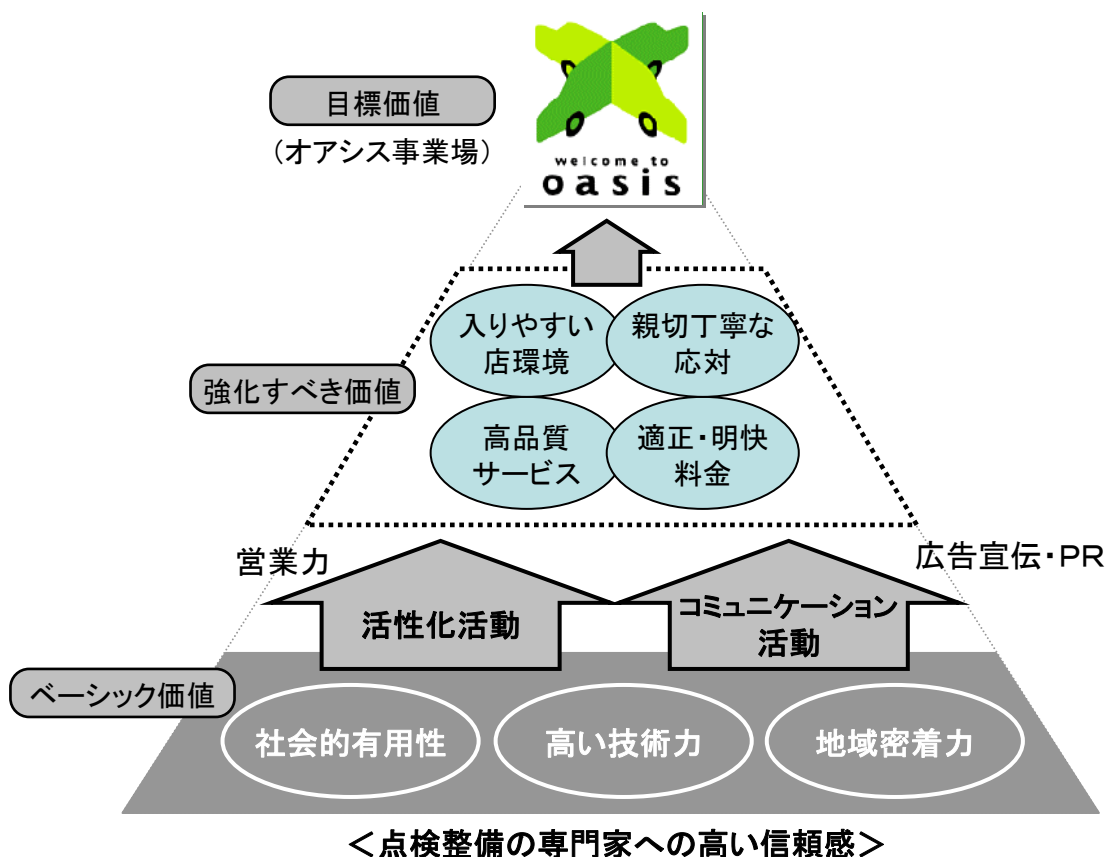 目標価値
（オアシス事業場）
welcome to
oasis
入りやすい
店環境
親切丁寧な
応対
強化すべき価値
高品質
サービス
適正・明快
料金
営業力
広告宣伝・PR
活性化活動
コミュニケーション
活動
ベーシック価値
社会的有用性
高い技術力
地域密着力
＜点検整備の専門家への高い信頼感＞